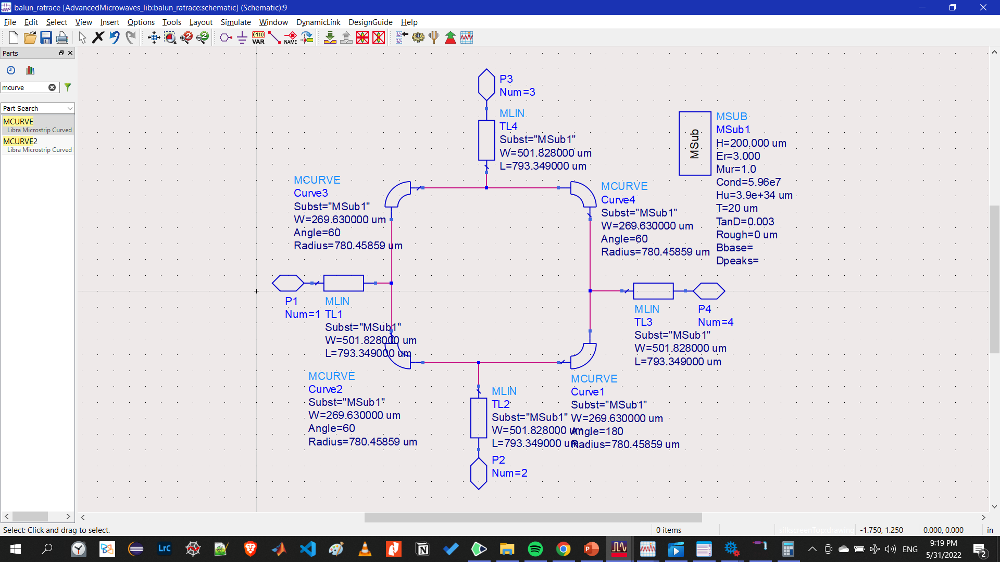 balun_ratrace [AdvancedMicrowaves_lib:balun_ratrace:schematic] (Schematic):9
File Edit Select View Insert Options Tools Layout Simulate Window DynamicLink DesignGuide Help
0110
VAR
NAME
Parts
mcurve
Part Search
MCURVE
Libra Microstrip Curved
MCURVE2
Libra Microstrip Curved
P3
Num=3
MLIN
TL4
Subst="MSub1"
W=501.828000 um
L=793.349000 um
MSub
MSUB
MSub1
H=200.000 um
Er=3.000
Mur=1.0
Cond=5.96e7
Hu=3.9e+34 um
T=20 um
TanD=0.003
Rough=0 um
Bbase=
Dpeaks=
MCURVE
Curve3
Subst="MSub1"
W=269.630000 um
Angle=60
Radius=780.45859 um
MCURVE
Curve4
Subst="MSub1"
W=269.630000 um
Angle=60
Radius=780.45859 um
P1
Num=1
MLIN
TL1
Subst="MSub1"
W=501.828000 um
L=793.349000 um
MLIN
TL3
Subst="MSub1"
W=501.828000 um
L=793.349000 um
P4
Num=4
MCURVE
Curve2
Subst="MSub1"
W=269.630000 um
Angle=60
Radius=780.45859 um
MLIN
TL2
Subst="MSub1"
W=501.828000 um
L=793.349000 um
MCURVE
Curve1
Subst="MSub1"
W=269.630000 um
Angle=180
Radius=780.45859 um
P2
Num=2
Select: Click and drag to select.
0 items
silkscreenTop:drawing
-1.750, 1.250
0.000, 0.000
in
LrC
ENG
9:19 PM
5/31/2022
2